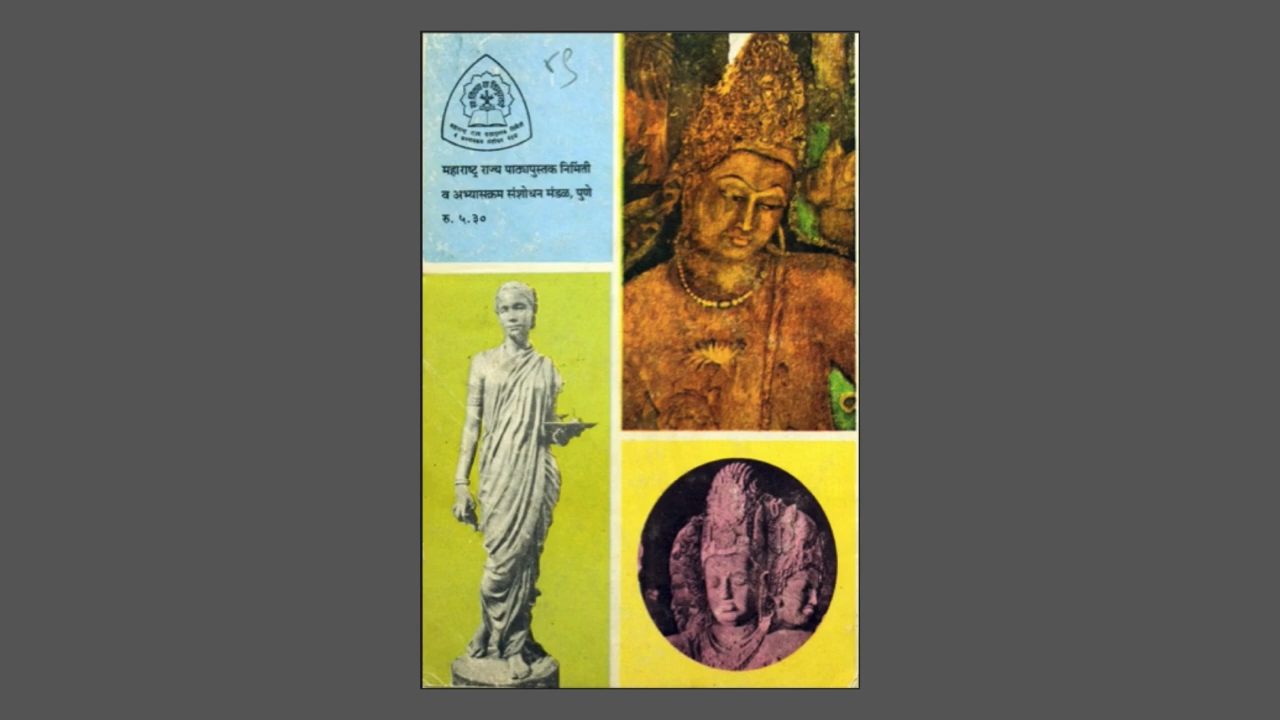 महाराष्ट्र राज्य पाठ्यपुस्तक निर्मिती
व अभ्यासक्रम संशोधन मंडळ, पुणे
रु. ५.३०